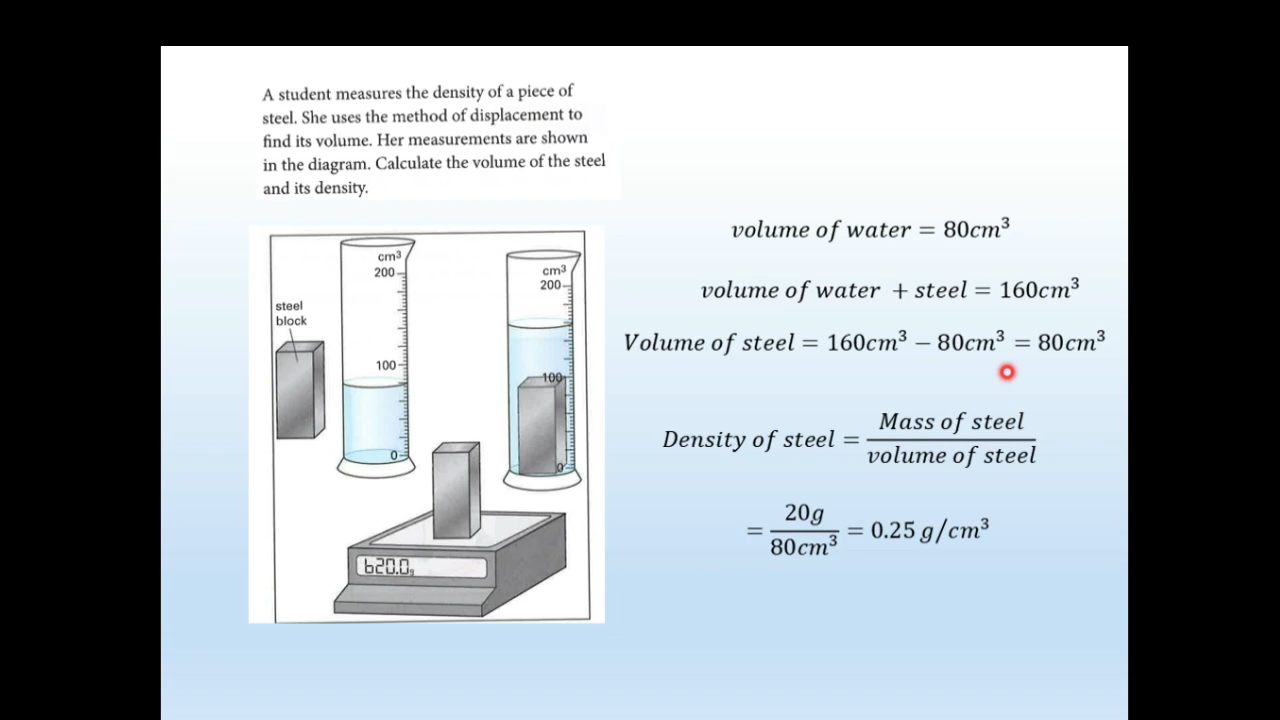 A student measures the density of a piece of
steel. She uses the method of displacement to
find its volume. Her measurements are shown
in the diagram. Calculate the volume of the steel
and its density.
cm³
200
100
0
steel
block
cm³
200
100
0
620.0g
volume of water = 80cm³
volume of water + steel = 160cm³
Volume of steel = 160cm³ − 80cm³ = 80cm³
Density of steel = Mass of steel / volume of steel
= 20g / 80cm³ = 0.25 g/cm³